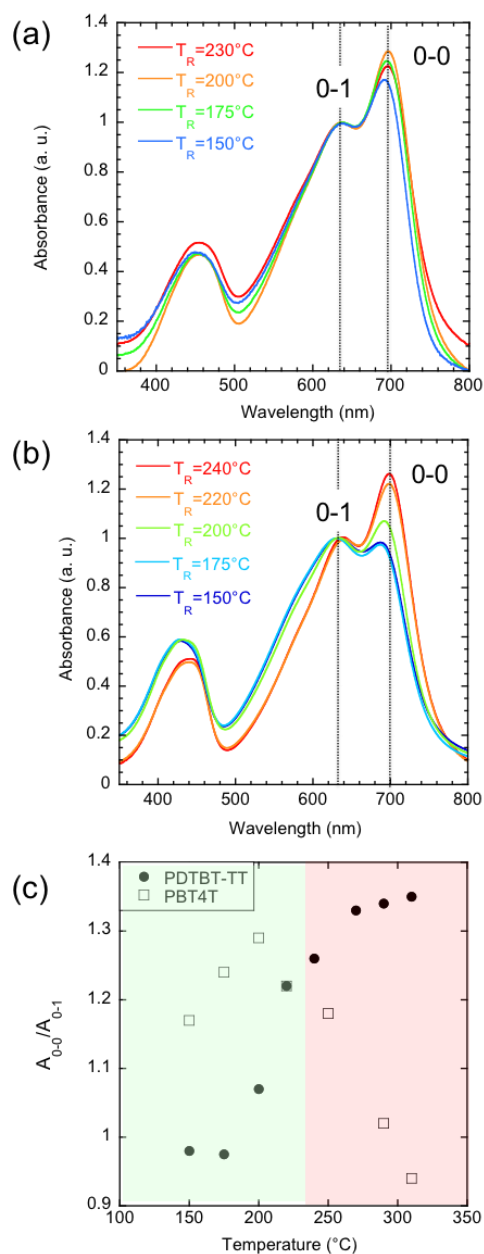 (a)
1.4
1.2
1
0.8
0.6
0.4
0.2
0
Absorbance (a. u.)
T_R=230°C
T_R=200°C
T_R=175°C
T_R=150°C
0-1
0-0
400 500 600 700 800
Wavelength (nm)
(b)
1.4
1.2
1
0.8
0.6
0.4
0.2
0
Absorbance (a. u.)
T_R=240°C
T_R=220°C
T_R=200°C
T_R=175°C
T_R=150°C
0-1
0-0
400 500 600 700 800
Wavelength (nm)
(c)
1.4
1.3
1.2
1.1
1
0.9
A_0-0/A_0-1
PDTBT-TT
PBT4T
100 150 200 250 300 350
Temperature (°C)